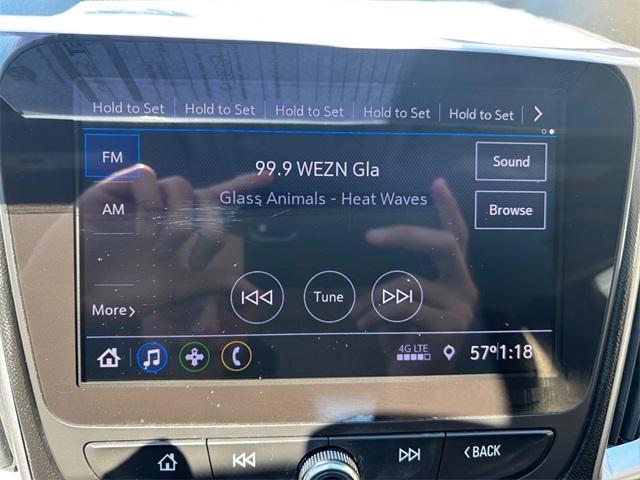 Hold to Set Hold to Set Hold to Set Hold to Set Hold to Set
FM
99.9 WEZN Gla
Sound
Glass Animals - Heat Waves
AM
Browse
Tune
More
4G LTE
57° 1:18
BACK